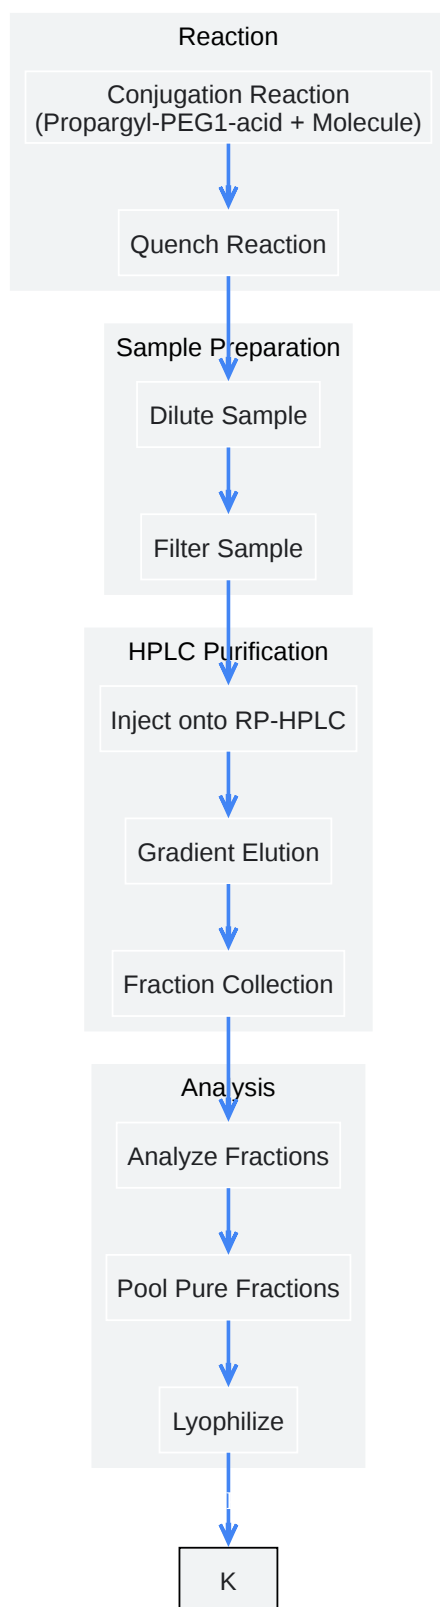 Reaction
Conjugation Reaction
(Propargyl-PEG1-acid + Molecule)
Quench Reaction
Sample Preparation
Dilute Sample
Filter Sample
HPLC Purification
Inject onto RP-HPLC
Gradient Elution
Fraction Collection
Analysis
Analyze Fractions
Pool Pure Fractions
Lyophilize
K